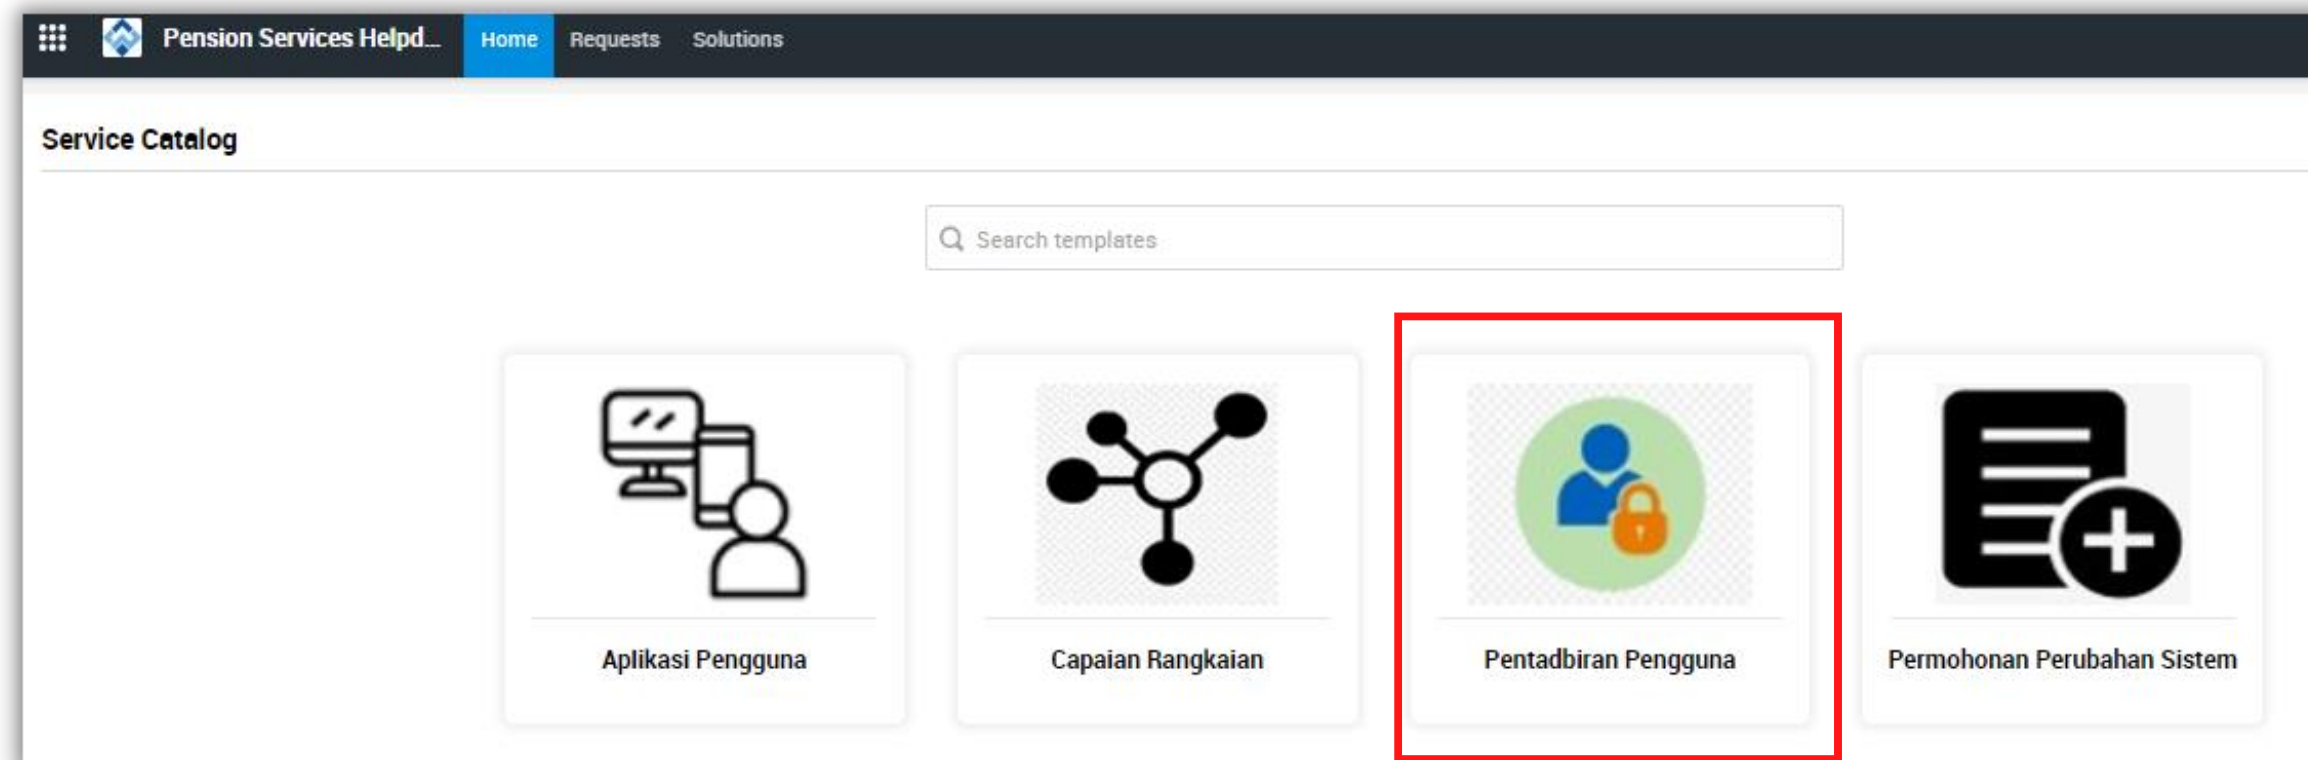 Pension Services Helpd... Home Requests Solutions
Service Catalog
Search templates
Aplikasi Pengguna
Capaian Rangkaian
Pentadbiran Pengguna
Permohonan Perubahan Sistem